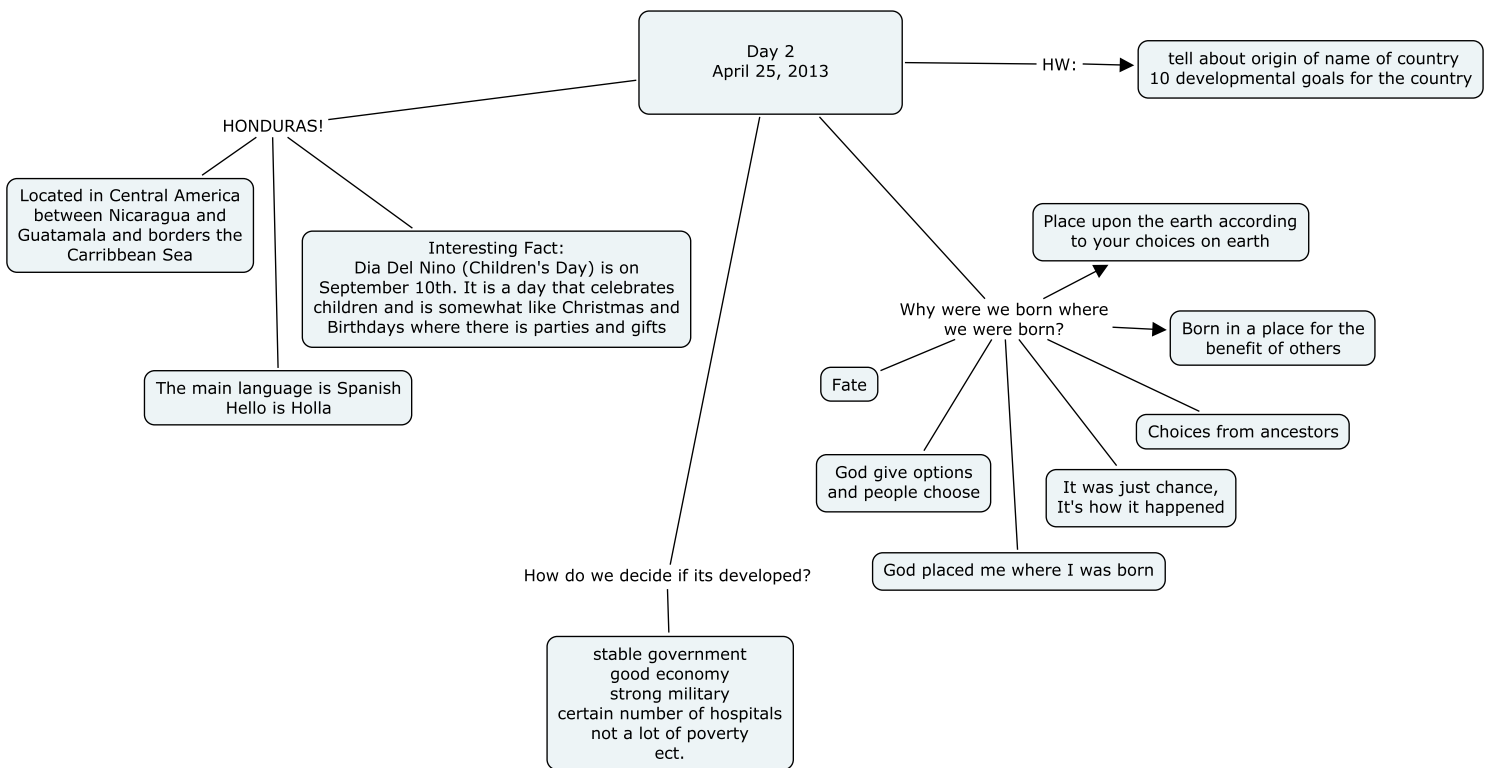 Day 2
April 25, 2013
HW:
tell about origin of name of country
10 developmental goals for the country
HONDURAS!
Located in Central America
between Nicaragua and
Guatamala and borders the
Carribbean Sea
Interesting Fact:
Dia Del Nino (Children's Day) is on
September 10th. It is a day that celebrates
children and is somewhat like Christmas and
Birthdays where there is parties and gifts
The main language is Spanish
Hello is Holla
Why were we born where
we were born?
Place upon the earth according
to your choices on earth
Born in a place for the
benefit of others
Fate
Choices from ancestors
God give options
and people choose
It was just chance,
It's how it happened
God placed me where I was born
How do we decide if its developed?
stable government
good economy
strong military
certain number of hospitals
not a lot of poverty
ect.